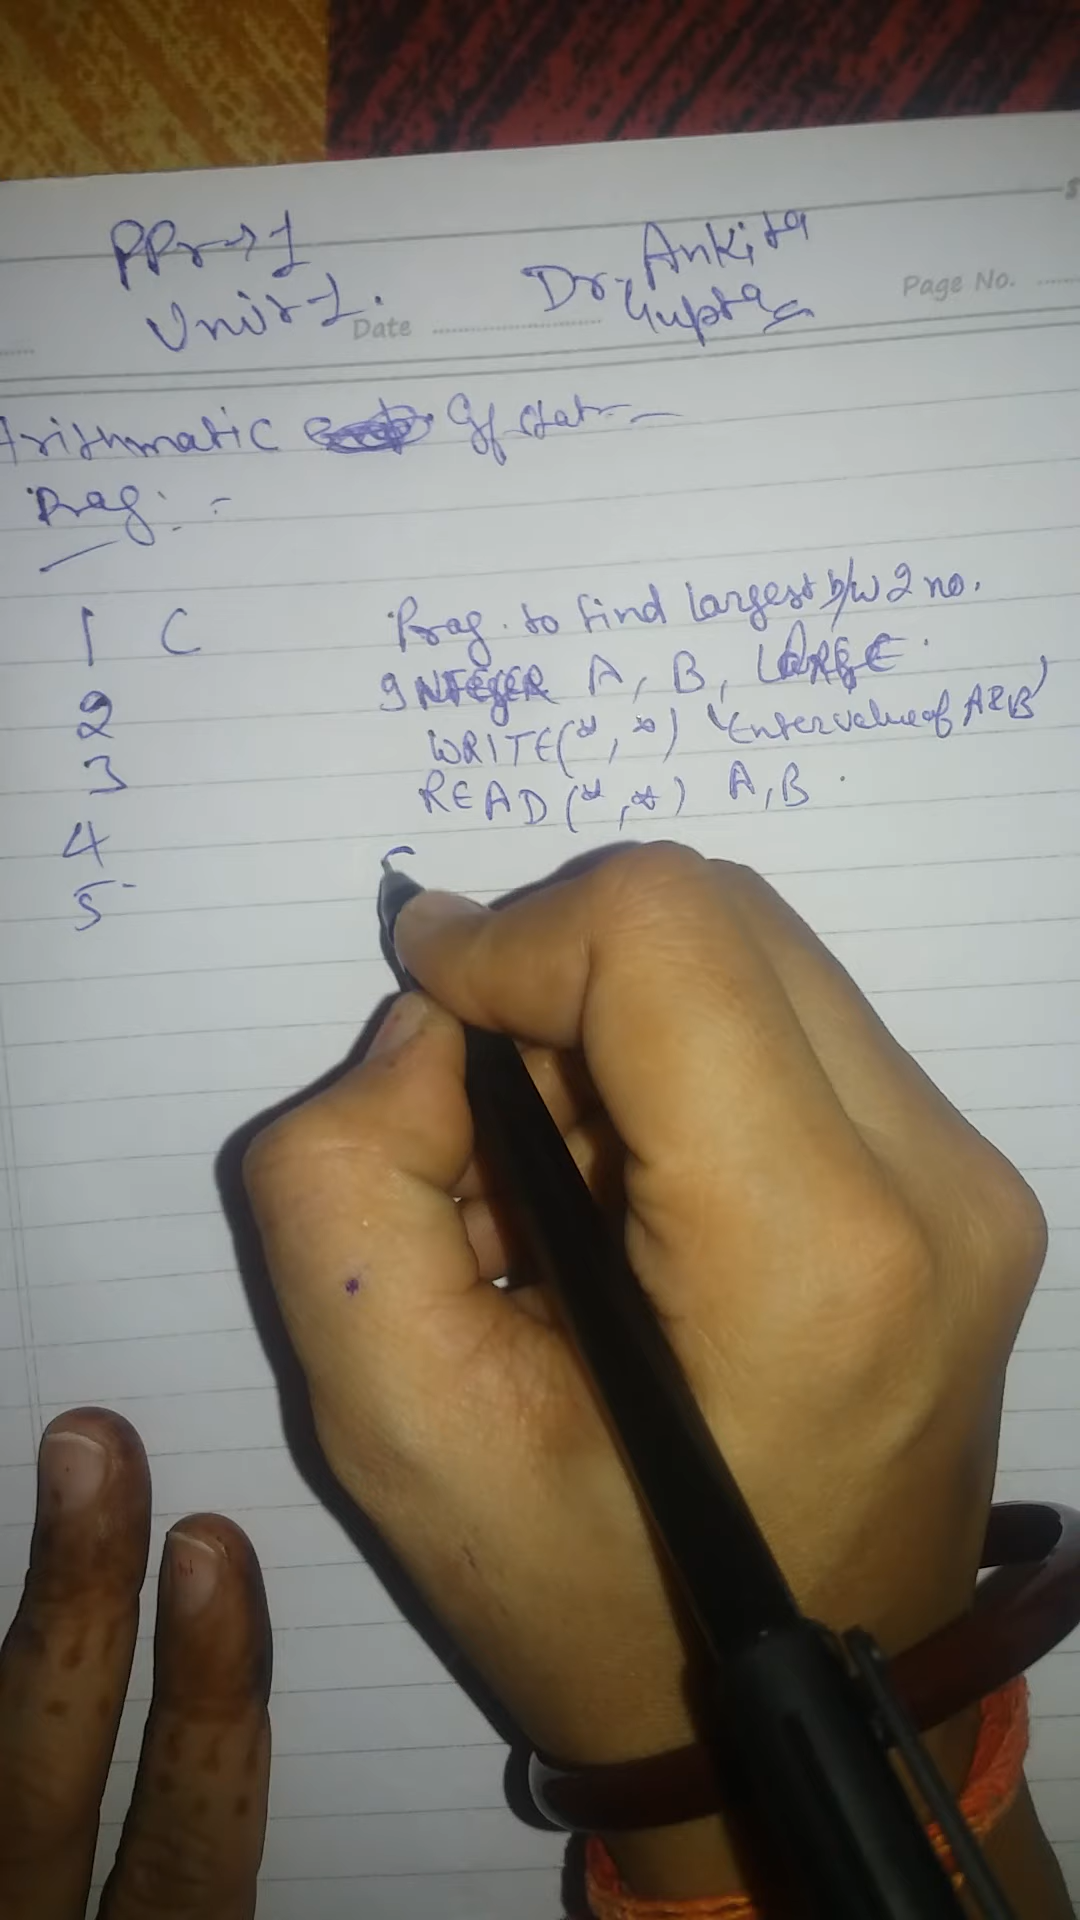 PPr→1
Unit-1.
Dr. Ankita
Gupta
Date
Page No.
Arithmatic If stat--
Prog:-
1 C Prog. to find largest b/w 2 no.
2 INTEGER A, B, LARGE.
3 WRITE(*,*) 'Enter value of A & B'
4 READ(*,*) A,B.
5